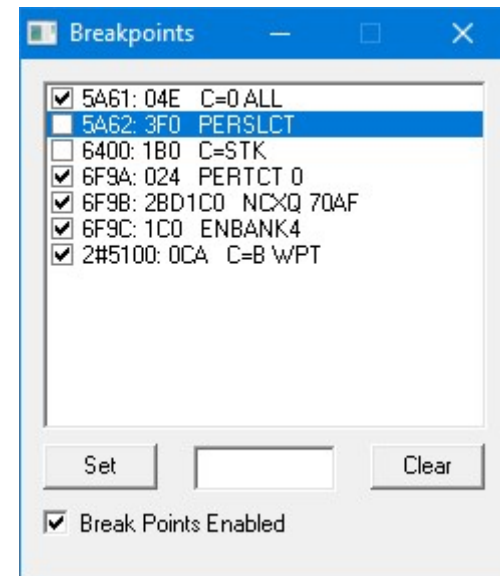 Breakpoints
5A61: 04E C=0 ALL
5A62: 3F0 PERSLCT
6400: 1B0 C=STK
6F9A: 024 PERTCT 0
6F9B: 2BD1C0 NCXQ 70AF
6F9C: 1C0 ENBANK4
2#5100: 0CA C=B WPT
Set Clear
Break Points Enabled